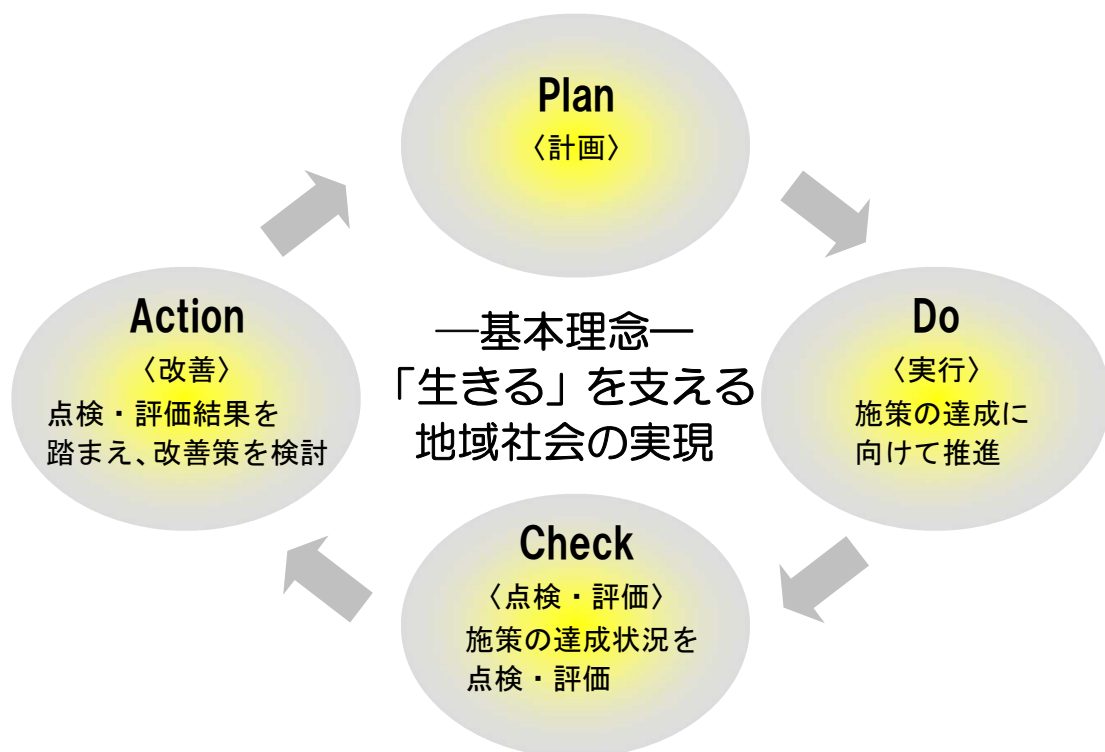 Plan
〈計画〉
Do
〈実行〉
施策の達成に
向けて推進
Check
〈点検・評価〉
施策の達成状況を
点検・評価
Action
〈改善〉
点検・評価結果を
踏まえ、改善策を検討
―基本理念―
「生きる」を支える
地域社会の実現